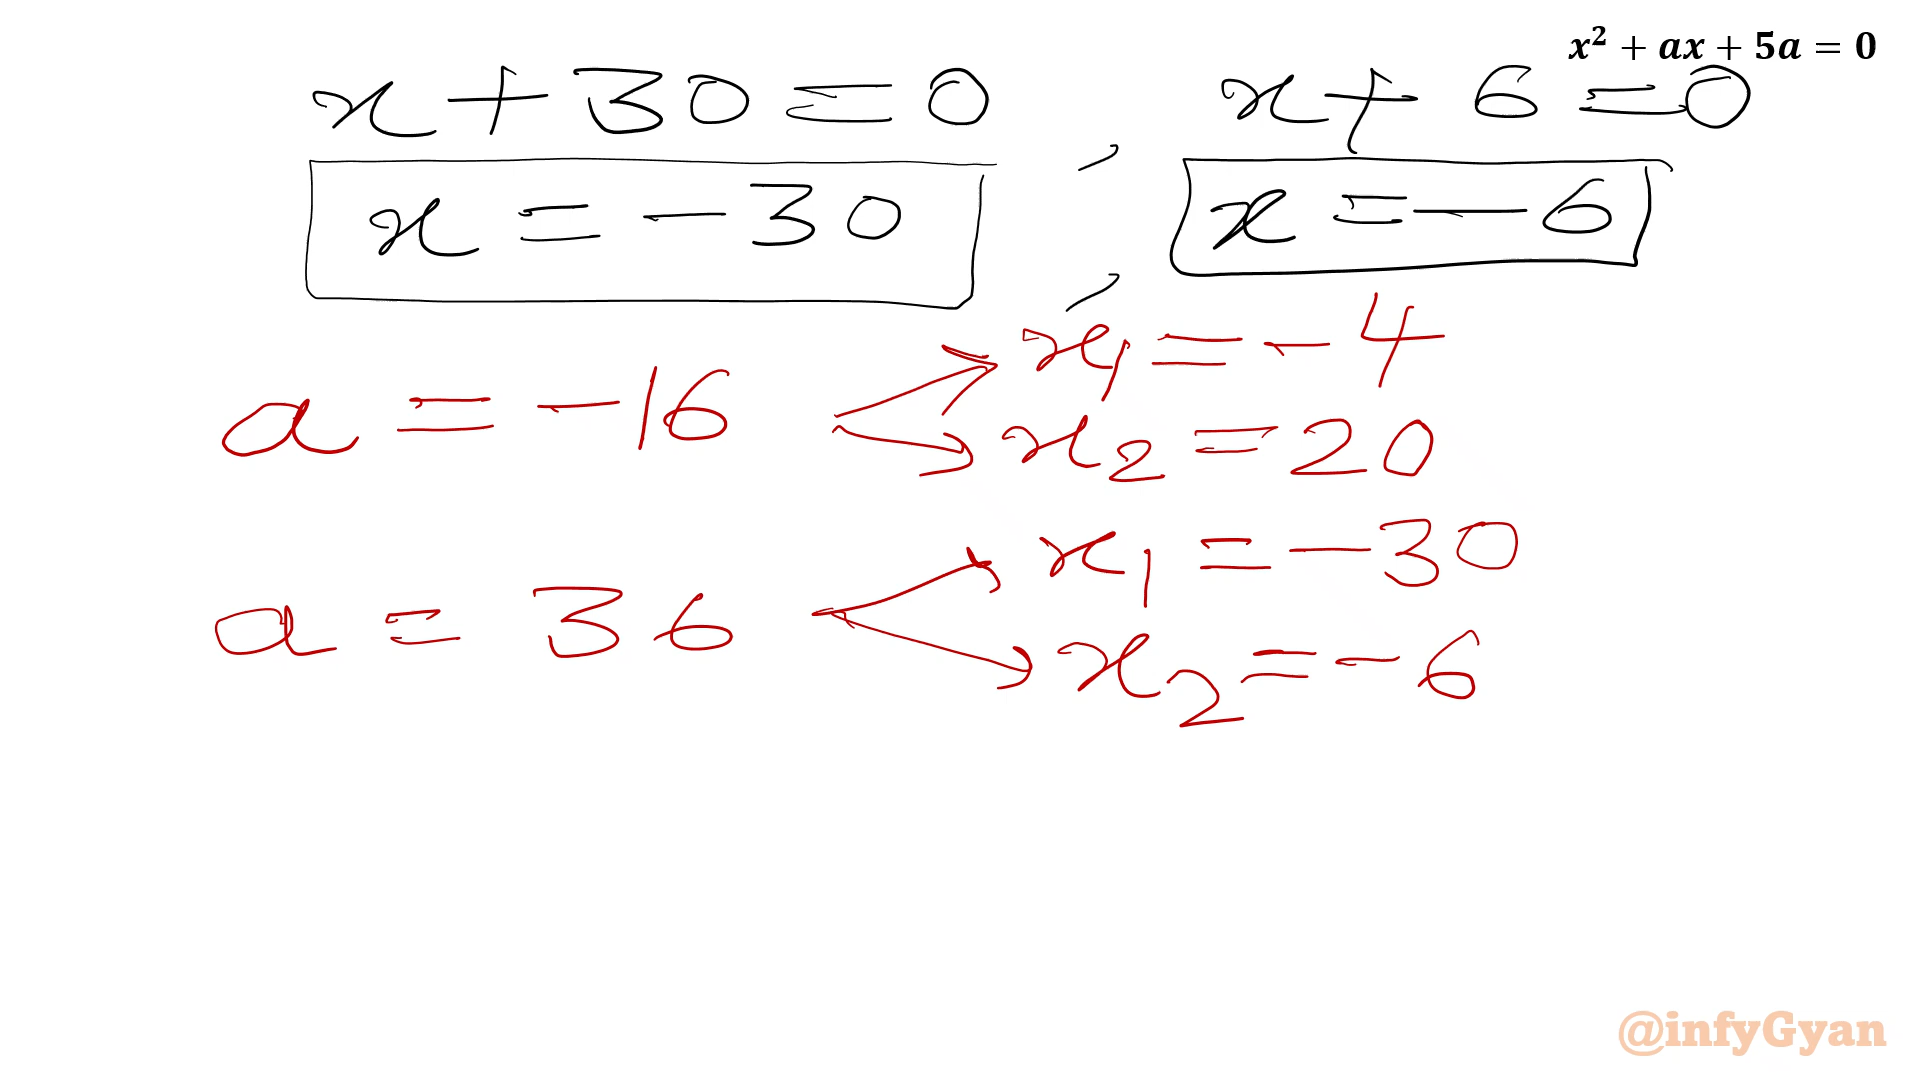 x² + ax + 5a = 0
x + 30 = 0 , x + 6 = 0
x = -30 , x = -6
a = -16
x₁ = -4
x₂ = 20
a = 36
x₁ = -30
x₂ = -6
@infyGyan